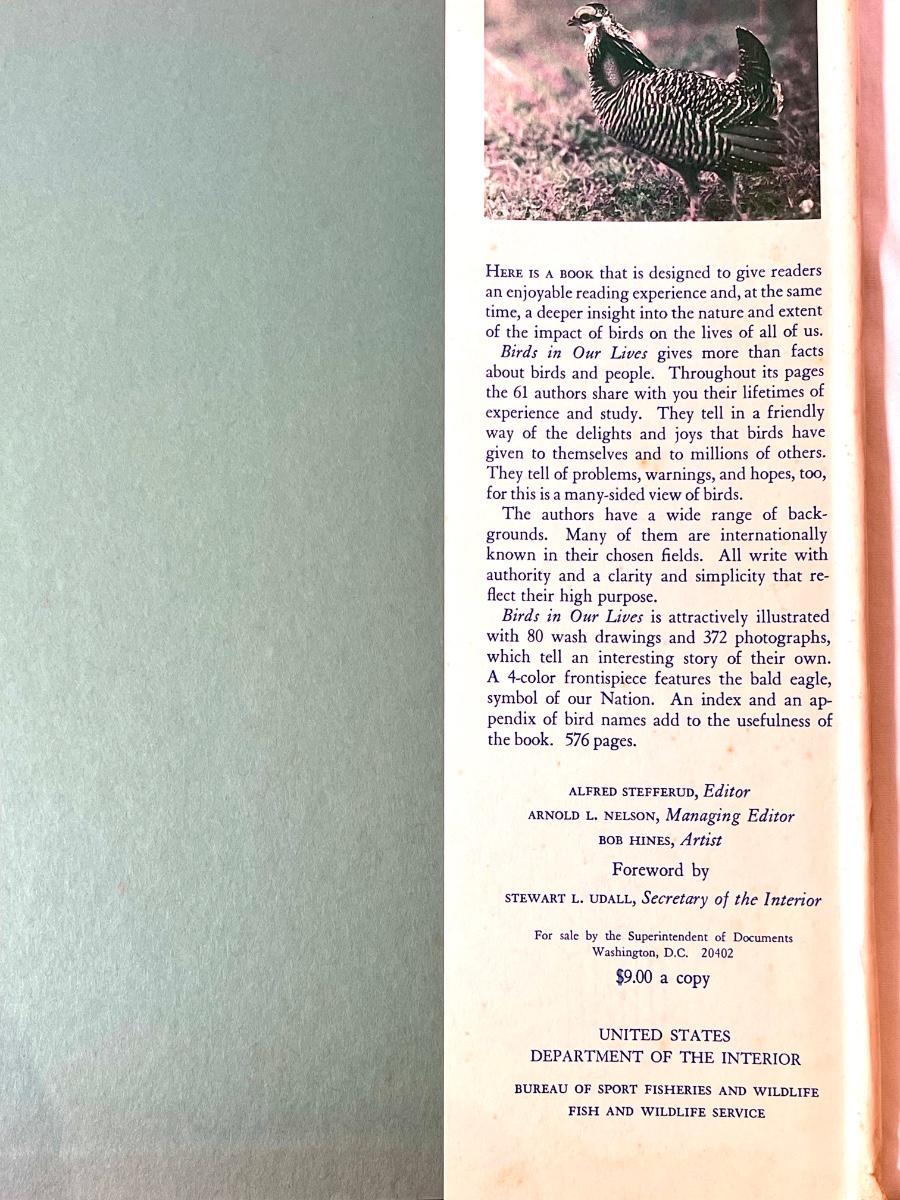 HERE IS A BOOK that is designed to give readers
an enjoyable reading experience and, at the same
time, a deeper insight into the nature and extent
of the impact of birds on the lives of all of us.
Birds in Our Lives gives more than facts
about birds and people. Throughout its pages
the 61 authors share with you their lifetimes of
experience and study. They tell in a friendly
way of the delights and joys that birds have
given to themselves and to millions of others.
They tell of problems, warnings, and hopes, too,
for this is a many-sided view of birds.
The authors have a wide range of back-
grounds. Many of them are internationally
known in their chosen fields. All write with
authority and a clarity and simplicity that re-
flect their high purpose.
Birds in Our Lives is attractively illustrated
with 80 wash drawings and 372 photographs,
which tell an interesting story of their own.
A 4-color frontispiece features the bald eagle,
symbol of our Nation. An index and an ap-
pendix of bird names add to the usefulness of
the book. 576 pages.
ALFRED STEFFERUD, Editor
ARNOLD L. NELSON, Managing Editor
BOB HINES, Artist
Foreword by
STEWART L. UDALL, Secretary of the Interior
For sale by the Superintendent of Documents
Washington, D.C. 20402
$9.00 a copy
UNITED STATES
DEPARTMENT OF THE INTERIOR
BUREAU OF SPORT FISHERIES AND WILDLIFE
FISH AND WILDLIFE SERVICE